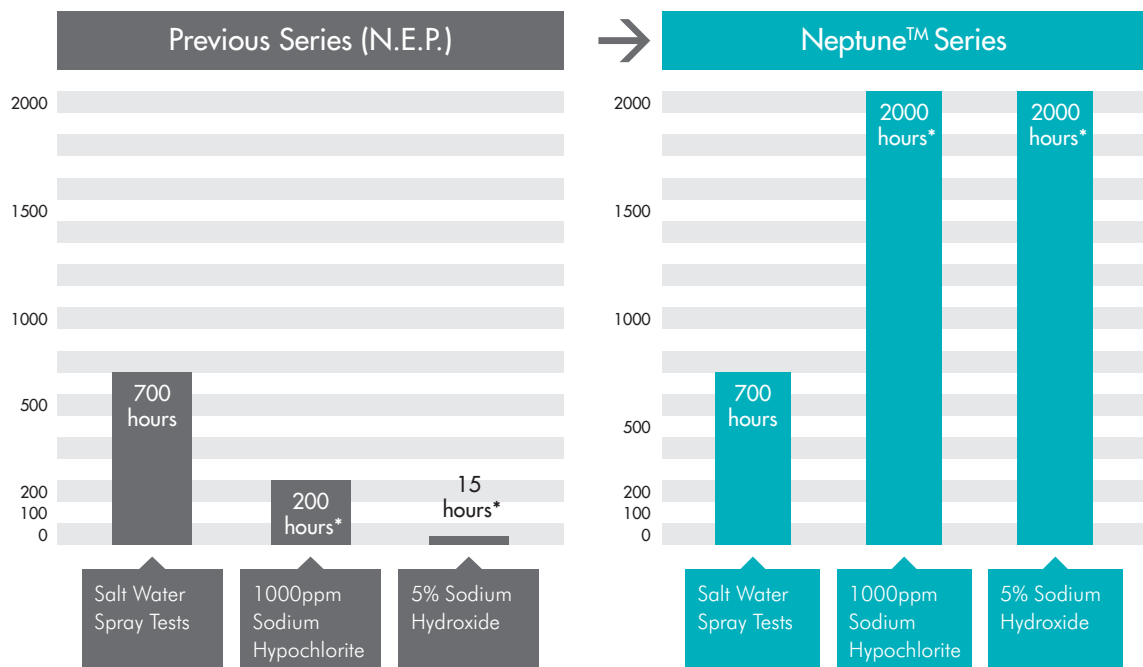 Previous Series (N.E.P.)
→
Neptune™ Series
2000
1500
1000
500
200
100
0
700
hours
200
hours*
15
hours*
Salt Water
Spray Tests
1000ppm
Sodium
Hypochlorite
5% Sodium
Hydroxide
2000
1500
1000
500
200
100
0
700
hours
2000
hours*
2000
hours*
Salt Water
Spray Tests
1000ppm
Sodium
Hypochlorite
5% Sodium
Hydroxide